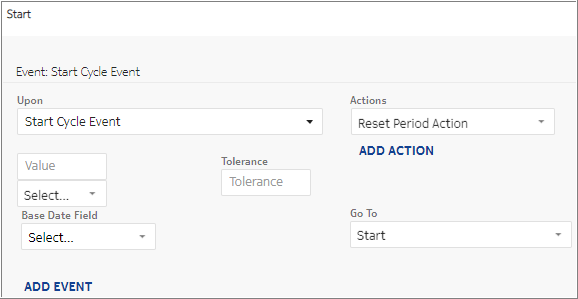 Start
Event: Start Cycle Event
Upon
Actions
Start Cycle Event
Reset Period Action
ADD ACTION
Value
Tolerance
Tolerance
Select...
Base Date Field
Go To
Select...
Start
ADD EVENT